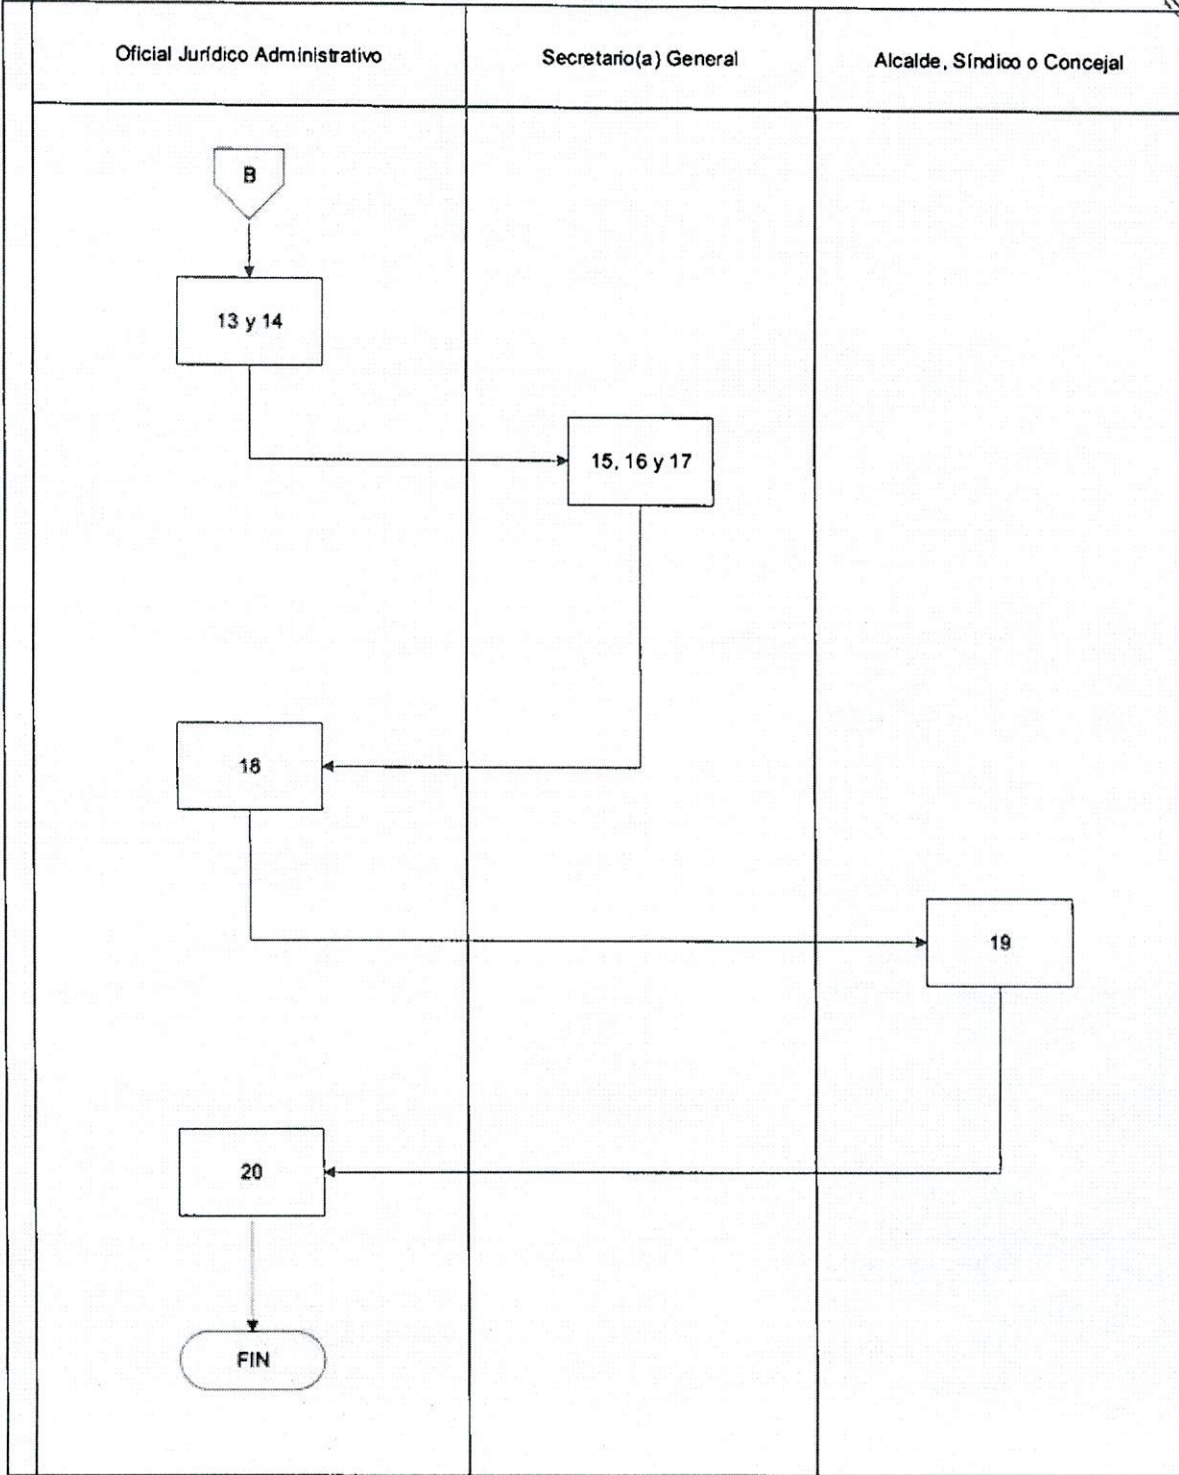 Oficial Jurídico Administrativo
Secretario(a) General
Alcalde, Síndico o Concejal
B
13 y 14
15, 16 y 17
18
19
20
FIN